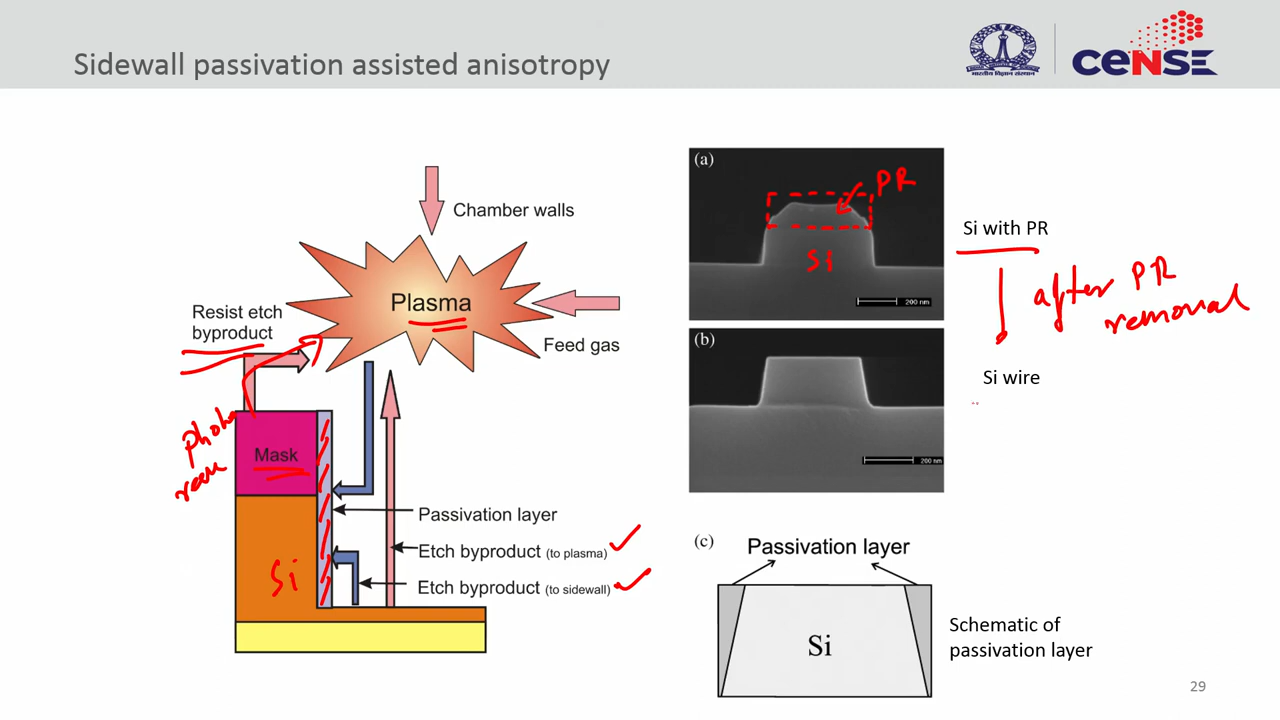 Sidewall passivation assisted anisotropy
भारतीय विज्ञान संस्थान
CeNSE
Chamber walls
Plasma
Resist etch
byproduct
Feed gas
Mask
Passivation layer
Etch byproduct (to plasma)
Etch byproduct (to sidewall)
Si
(a)
PR
Si
200 nm
Si with PR
after PR
removal
(b)
200 nm
Si wire
(c)
Passivation layer
Si
Schematic of
passivation layer
29